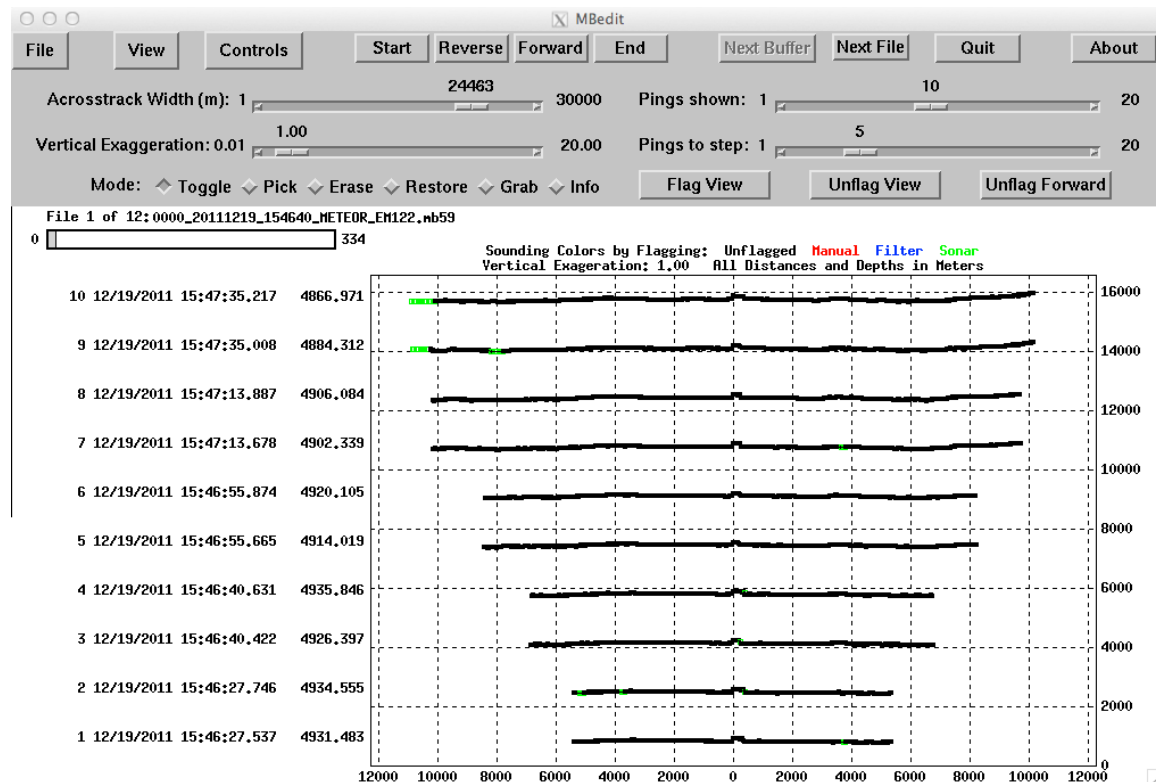 MBedit
File View Controls Start Reverse Forward End Next Buffer Next File Quit About
24463 10
Acrosstrack Width (m): 1 30000 Pings shown: 1 20
1.00 5
Vertical Exaggeration: 0.01 20.00 Pings to step: 1 20
Mode: Toggle Pick Erase Restore Grab Info Flag View Unflag View Unflag Forward
File 1 of 12: 0000_20111219_154640_METEOR_EM122.mb59
0 334
Sounding Colors by Flagging: Unflagged Manual Filter Sonar
Vertical Exageration: 1.00 All Distances and Depths in Meters
10 12/19/2011 15:47:35.217 4866.971 16000
9 12/19/2011 15:47:35.008 4884.312 14000
8 12/19/2011 15:47:13.887 4906.084
12000
7 12/19/2011 15:47:13.678 4902.339
10000
6 12/19/2011 15:46:55.874 4920.105
8000
5 12/19/2011 15:46:55.665 4914.019
4 12/19/2011 15:46:40.631 4935.846 6000
3 12/19/2011 15:46:40.422 4926.397 4000
2 12/19/2011 15:46:27.746 4934.555
2000
1 12/19/2011 15:46:27.537 4931.483
0
12000 10000 8000 6000 4000 2000 0 2000 4000 6000 8000 10000 12000